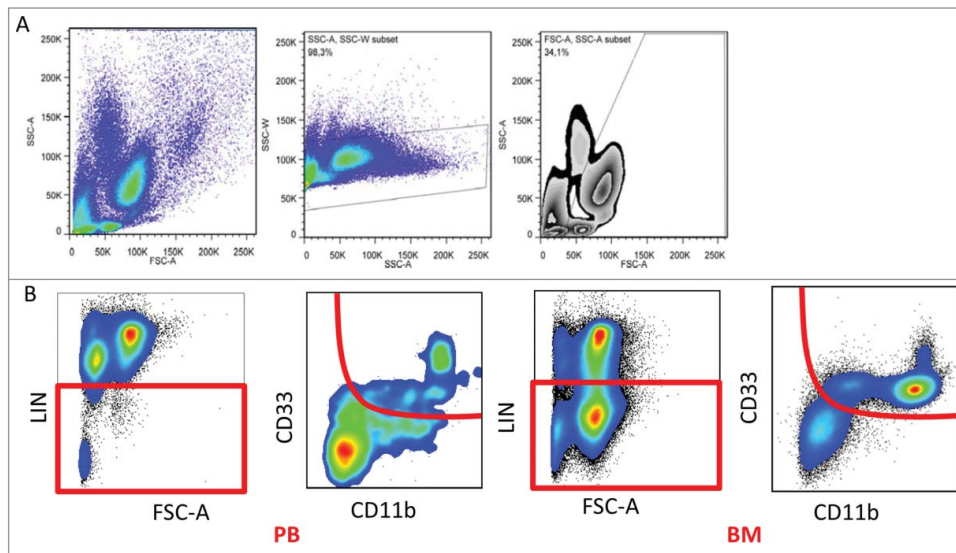 A
250K
200K
150K
100K
50K
0
SSC-A
0 50K 100K 150K 200K 250K
FSC-A
SSC-A, SSC-W subset
98,3%
250K
200K
150K
100K
50K
0
SSC-W
0 50K 100K 150K 200K 250K
SSC-A
FSC-A, SSC-A subset
34,1%
250K
200K
150K
100K
50K
0
SSC-A
0 50K 100K 150K 200K 250K
FSC-A
B
LIN
FSC-A
CD33
CD11b
PB
LIN
FSC-A
CD33
CD11b
BM